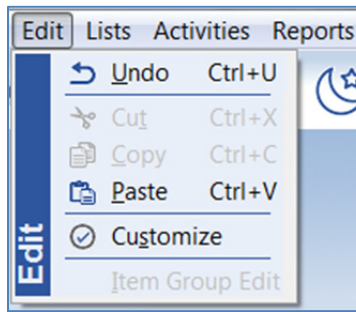 Edit Lists Activities Reports
Undo Ctrl+U
Cut Ctrl+X
Copy Ctrl+C
Paste Ctrl+V
Customize
Item Group Edit
Edit